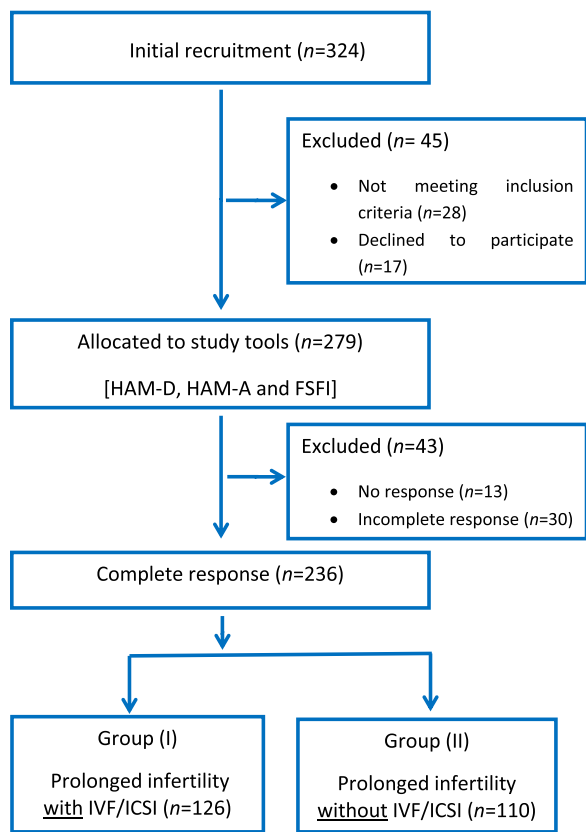 Initial recruitment (n=324)
Excluded (n= 45)
• Not meeting inclusion
criteria (n=28)
• Declined to participate
(n=17)
Allocated to study tools (n=279)
[HAM-D, HAM-A and FSFI]
Excluded (n=43)
• No response (n=13)
• Incomplete response (n=30)
Complete response (n=236)
Group (I)
Prolonged infertility
with IVF/ICSI (n=126)
Group (II)
Prolonged infertility
without IVF/ICSI (n=110)